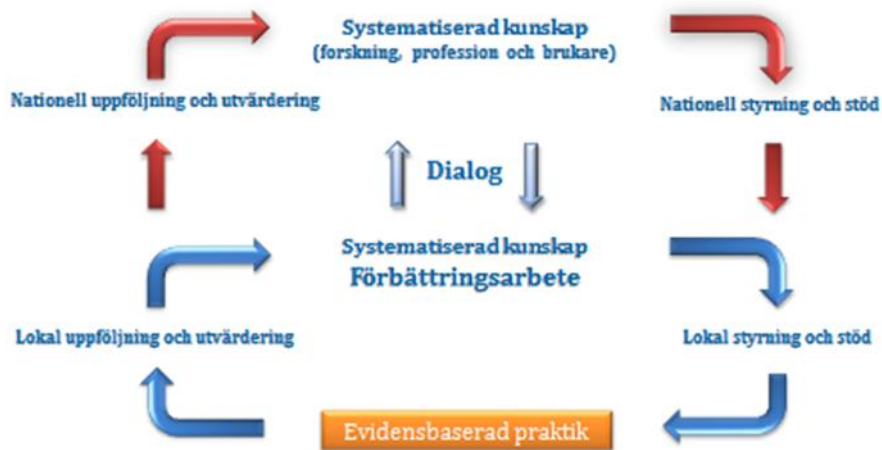 Systematiserad kunskap
(forskning, profession och brukare)
Nationell uppföljning och utvärdering
Nationell styrning och stöd
Dialog
Systematiserad kunskap
Förbättringsarbete
Lokal uppföljning och utvärdering
Lokal styrning och stöd
Evidensbaserad praktik